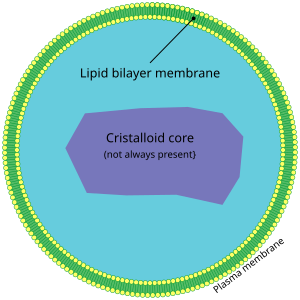 Lipid bilayer membrane
Cristalloid core
(not always present)
Plasma membrane